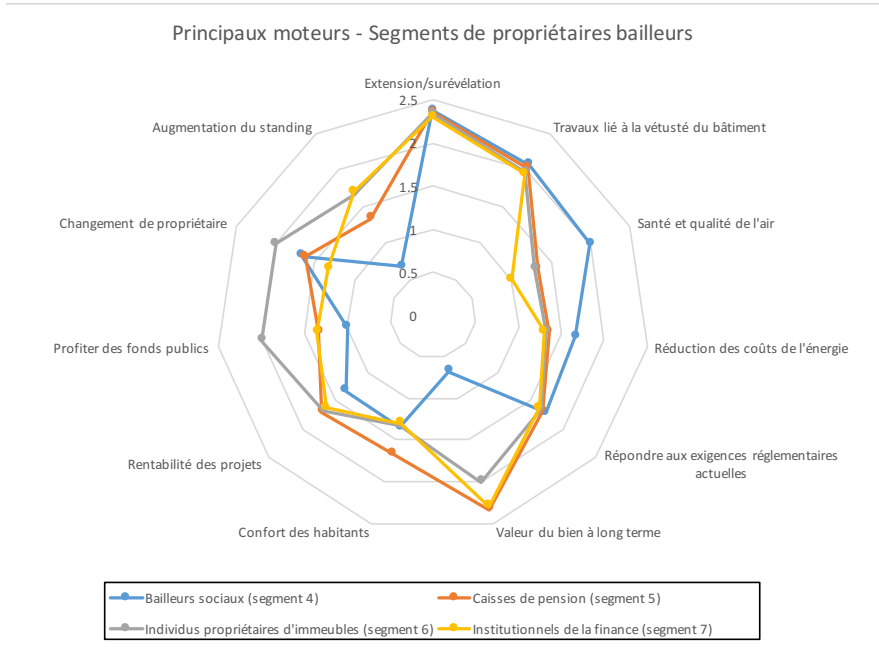 Principaux moteurs - Segments de propriétaires bailleurs
Extension/surévélation
2.5
Augmentation du standing
Travaux lié à la vétusté du bâtiment
2
1.5
Changement de propriétaire
Santé et qualité de l'air
1
0.5
0
Profiter des fonds publics
Réduction des coûts de l'énergie
Rentabilité des projets
Répondre aux exigences réglementaires
actuelles
Confort des habitants
Valeur du bien à long terme
Bailleurs sociaux (segment 4)
Caisses de pension (segment 5)
Individus propriétaires d'immeubles (segment 6)
Institutionnels de la finance (segment 7)